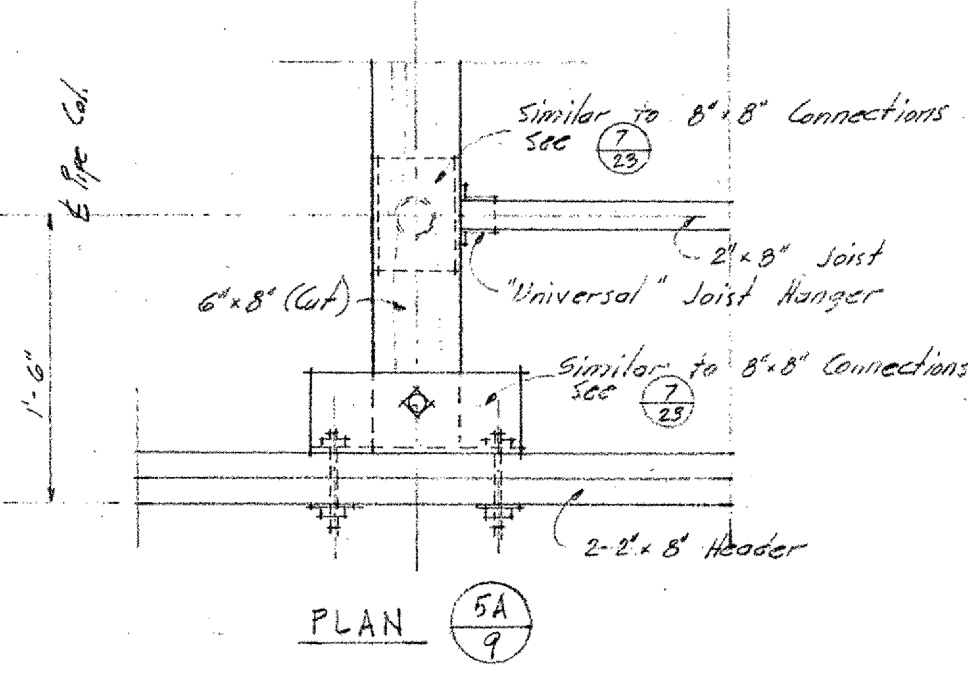 ℄ Pipe Col.
Similar to 8"x8" Connections
See 7/23
2"x8" Joist
"Universal" Joist Hanger
6"x8" (Cut)
Similar to 8"x8" Connections
See 7/23
1'-6"
2-2"x8" Header
PLAN 5A/9